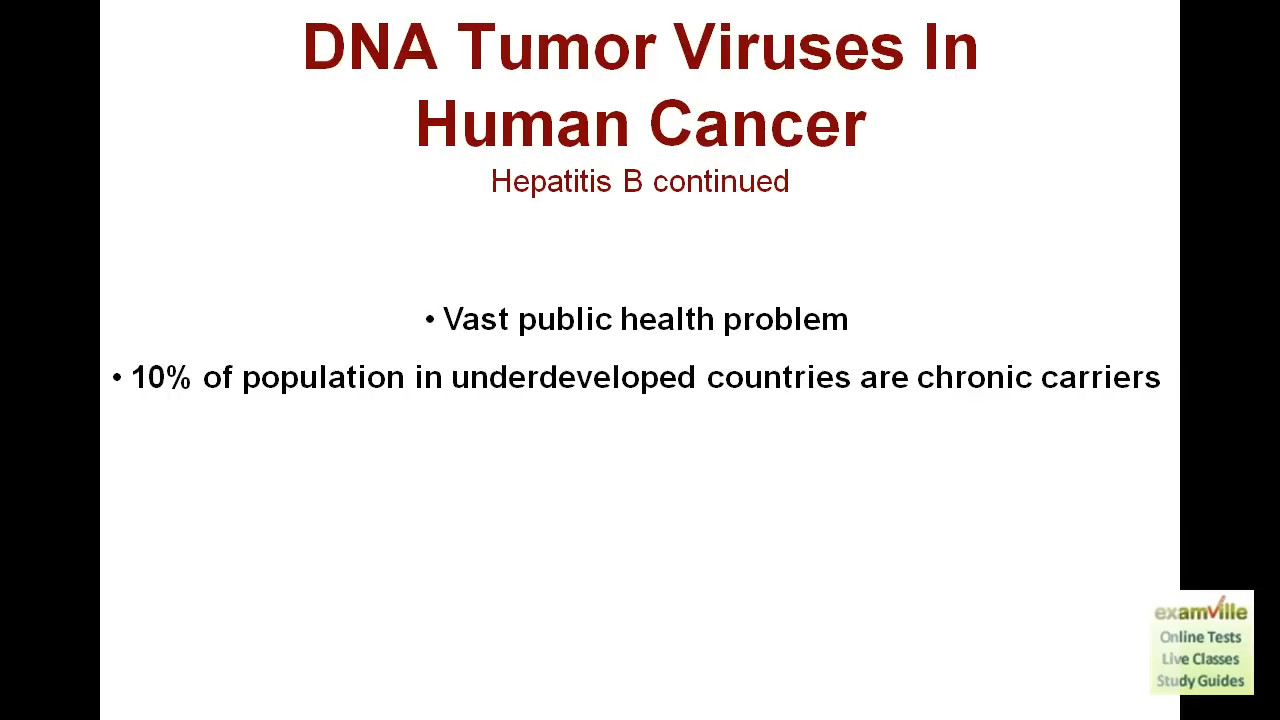 DNA Tumor Viruses In
Human Cancer
Hepatitis B continued
• Vast public health problem
• 10% of population in underdeveloped countries are chronic carriers
examville
Online Tests
Live Classes
Study Guides